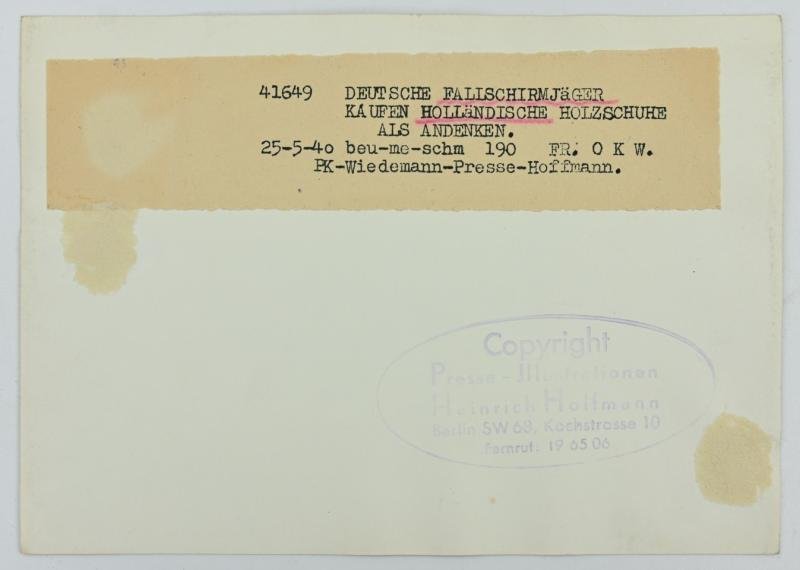 41649 DEUTSCHE FALLSCHIRMJäGER
KAUFEN HOLLäNDISCHE HOLZSCHUHE
ALS ANDENKEN.
25-5-4o beu-me-schm 190 FR. O K W.
PK-Wiedemann-Presse-Hoffmann.
Copyright
Presse-Illustrationen
Heinrich Hoffmann
Berlin SW 68, Kochstrasse 10
Fernruf: 19 65 06